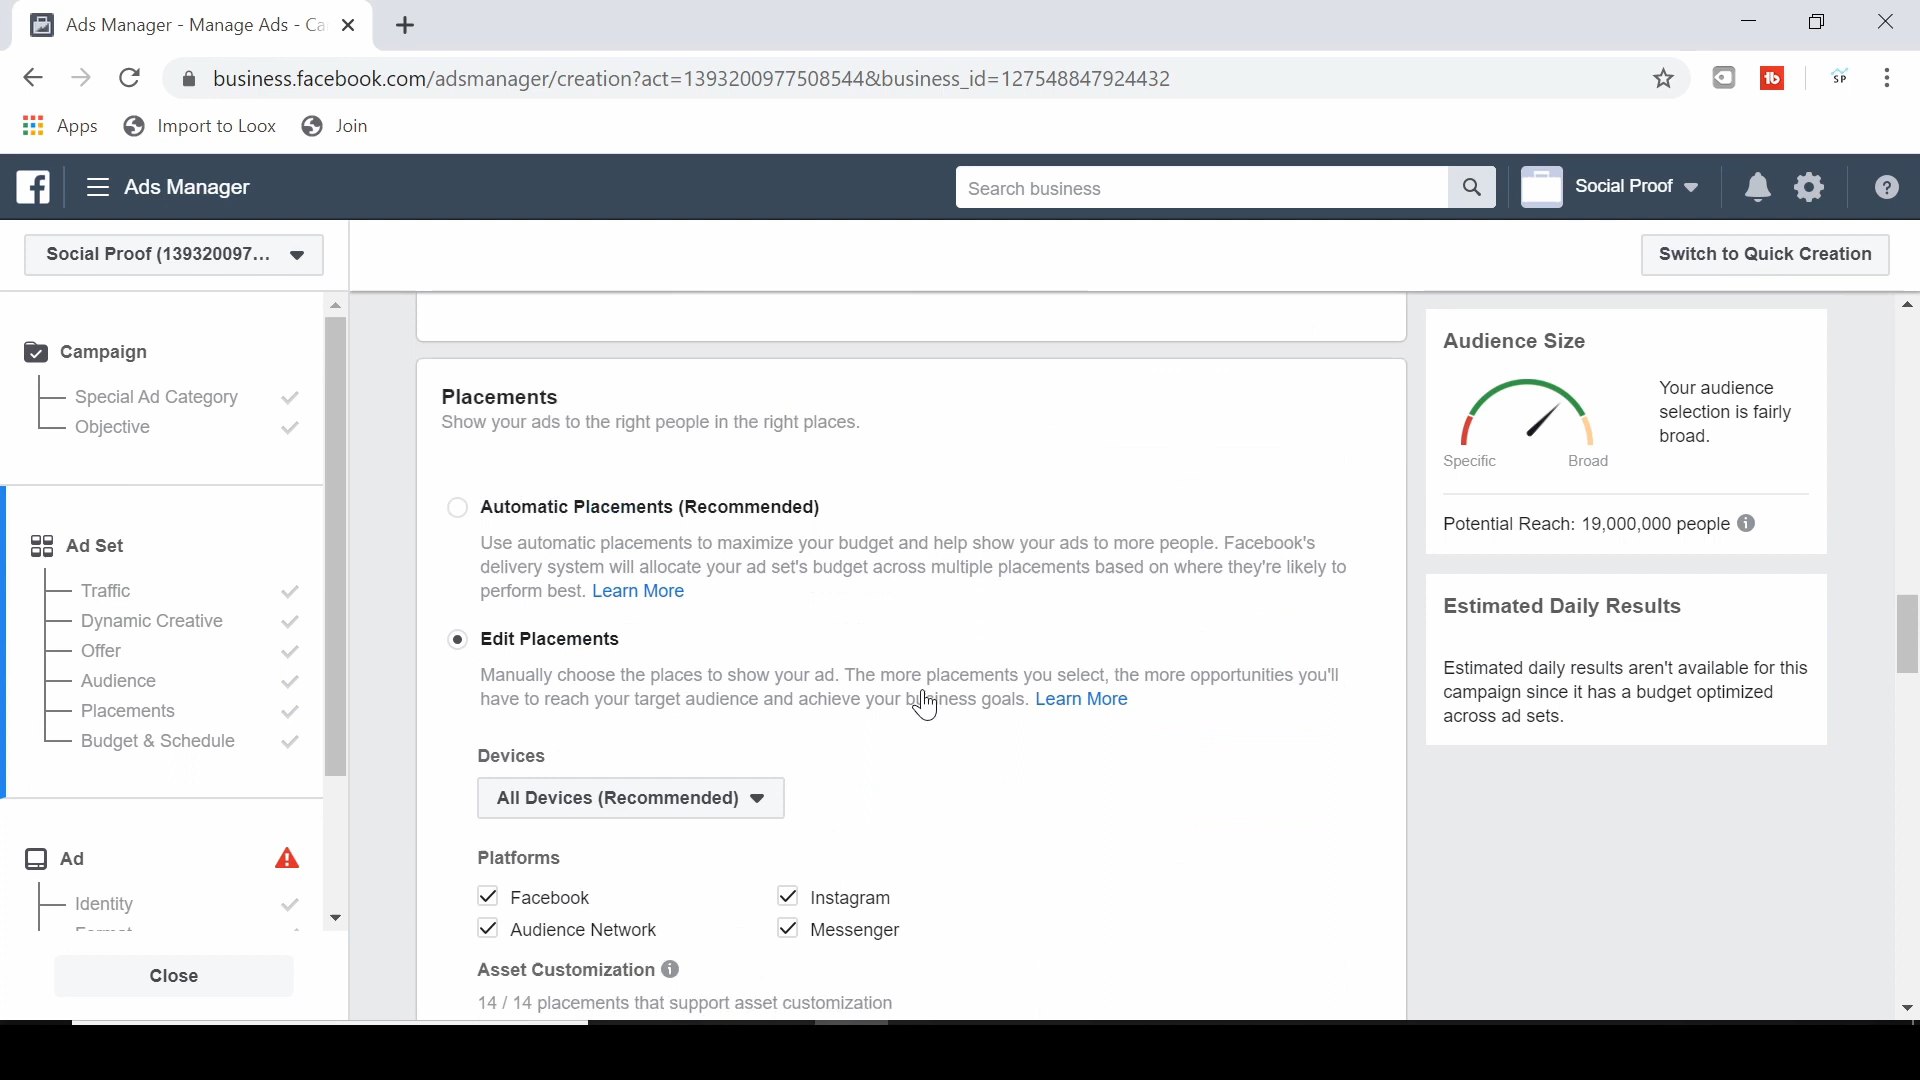 Ads Manager - Manage Ads - Ca
business.facebook.com/adsmanager/creation?act=139320097750854&business_id=127548847924432
Apps
Import to Loox
Join
SP
Ads Manager
Search business
Social Proof
Social Proof (139320097...
Switch to Quick Creation
Campaign
Special Ad Category
Objective
Ad Set
Traffic
Dynamic Creative
Offer
Audience
Placements
Budget & Schedule
Ad
Identity
Format
Close
Placements
Show your ads to the right people in the right places.
Automatic Placements (Recommended)
Use automatic placements to maximize your budget and help show your ads to more people. Facebook's
delivery system will allocate your ad set's budget across multiple placements based on where they're likely to
perform best. Learn More
Edit Placements
Manually choose the places to show your ad. The more placements you select, the more opportunities you'll
have to reach your target audience and achieve your business goals. Learn More
Devices
All Devices (Recommended)
Platforms
Facebook
Instagram
Audience Network
Messenger
Asset Customization
14 / 14 placements that support asset customization
Audience Size
Your audience
selection is fairly
broad.
Specific
Broad
Potential Reach: 19,000,000 people
Estimated Daily Results
Estimated daily results aren't available for this
campaign since it has a budget optimized
across ad sets.